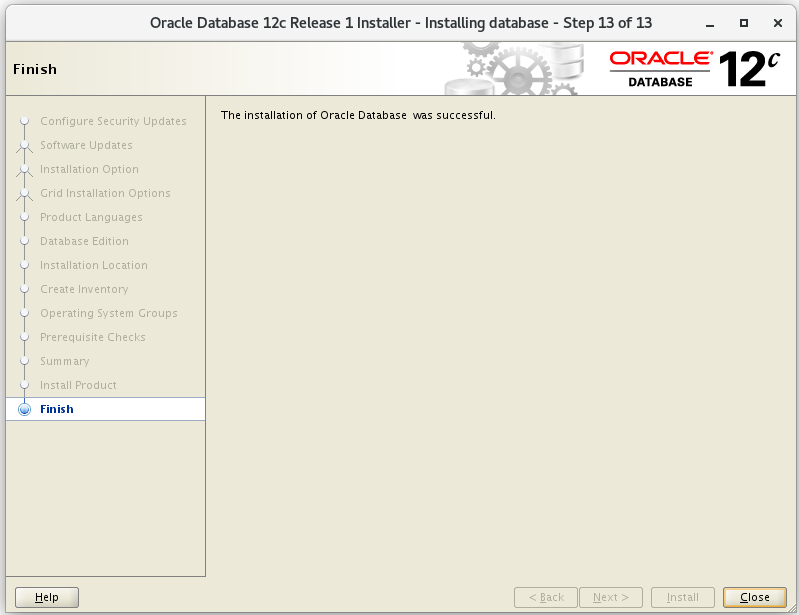 Oracle Database 12c Release 1 Installer - Installing database - Step 13 of 13
Finish
ORACLE®
DATABASE
12c
Configure Security Updates
Software Updates
Installation Option
Grid Installation Options
Product Languages
Database Edition
Installation Location
Create Inventory
Operating System Groups
Prerequisite Checks
Summary
Install Product
Finish
The installation of Oracle Database  was successful.
Help
< Back
Next >
Install
Close